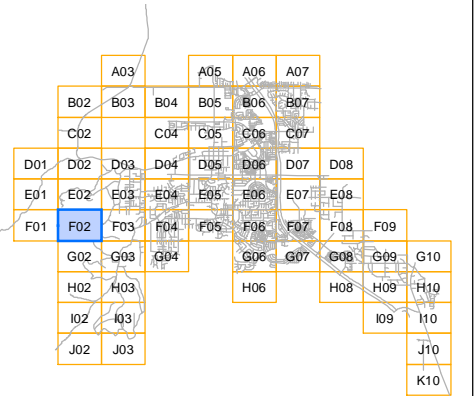 A03 A05 A06 A07
B02 B03 B04 B05 B06 B07
C02 C04 C05 C06 C07
D01 D02 D03 D04 D05 D06 D07 D08
E01 E02 E03 E04 E05 E06 E07 E08
F01 F02 F03 F04 F05 F06 F07 F08 F09
G02 G03 G04 G06 G07 G08 G09 G10
H02 H03 H06 H08 H09 H10
I02 I03 I09 I10
J02 J03 J10
K10